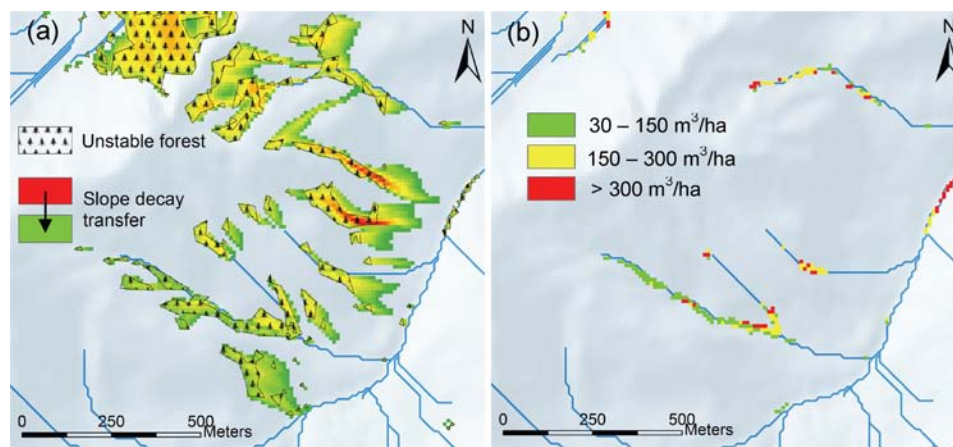 (a)
N
Unstable forest
Slope decay
transfer
0 250 500
Meters
(b)
N
30 – 150 m³/ha
150 – 300 m³/ha
> 300 m³/ha
0 250 500
Meters